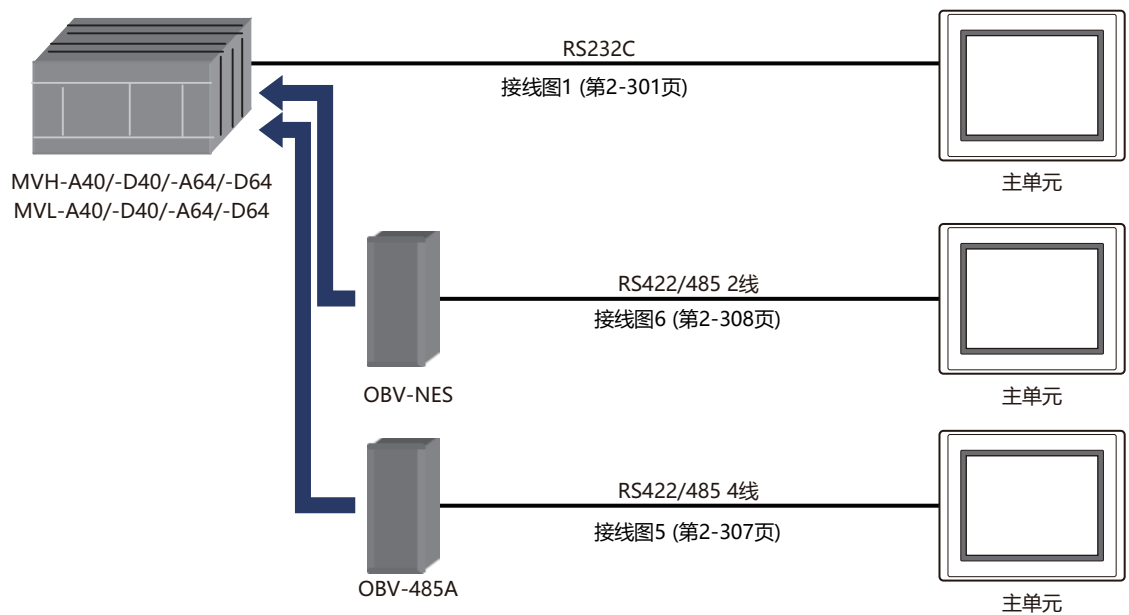 RS232C
接线图1 (第2-301页)
MVH-A40/-D40/-A64/-D64
MVL-A40/-D40/-A64/-D64
主单元
RS422/485 2线
接线图6 (第2-308页)
OBV-NES
主单元
RS422/485 4线
接线图5 (第2-307页)
OBV-485A
主单元